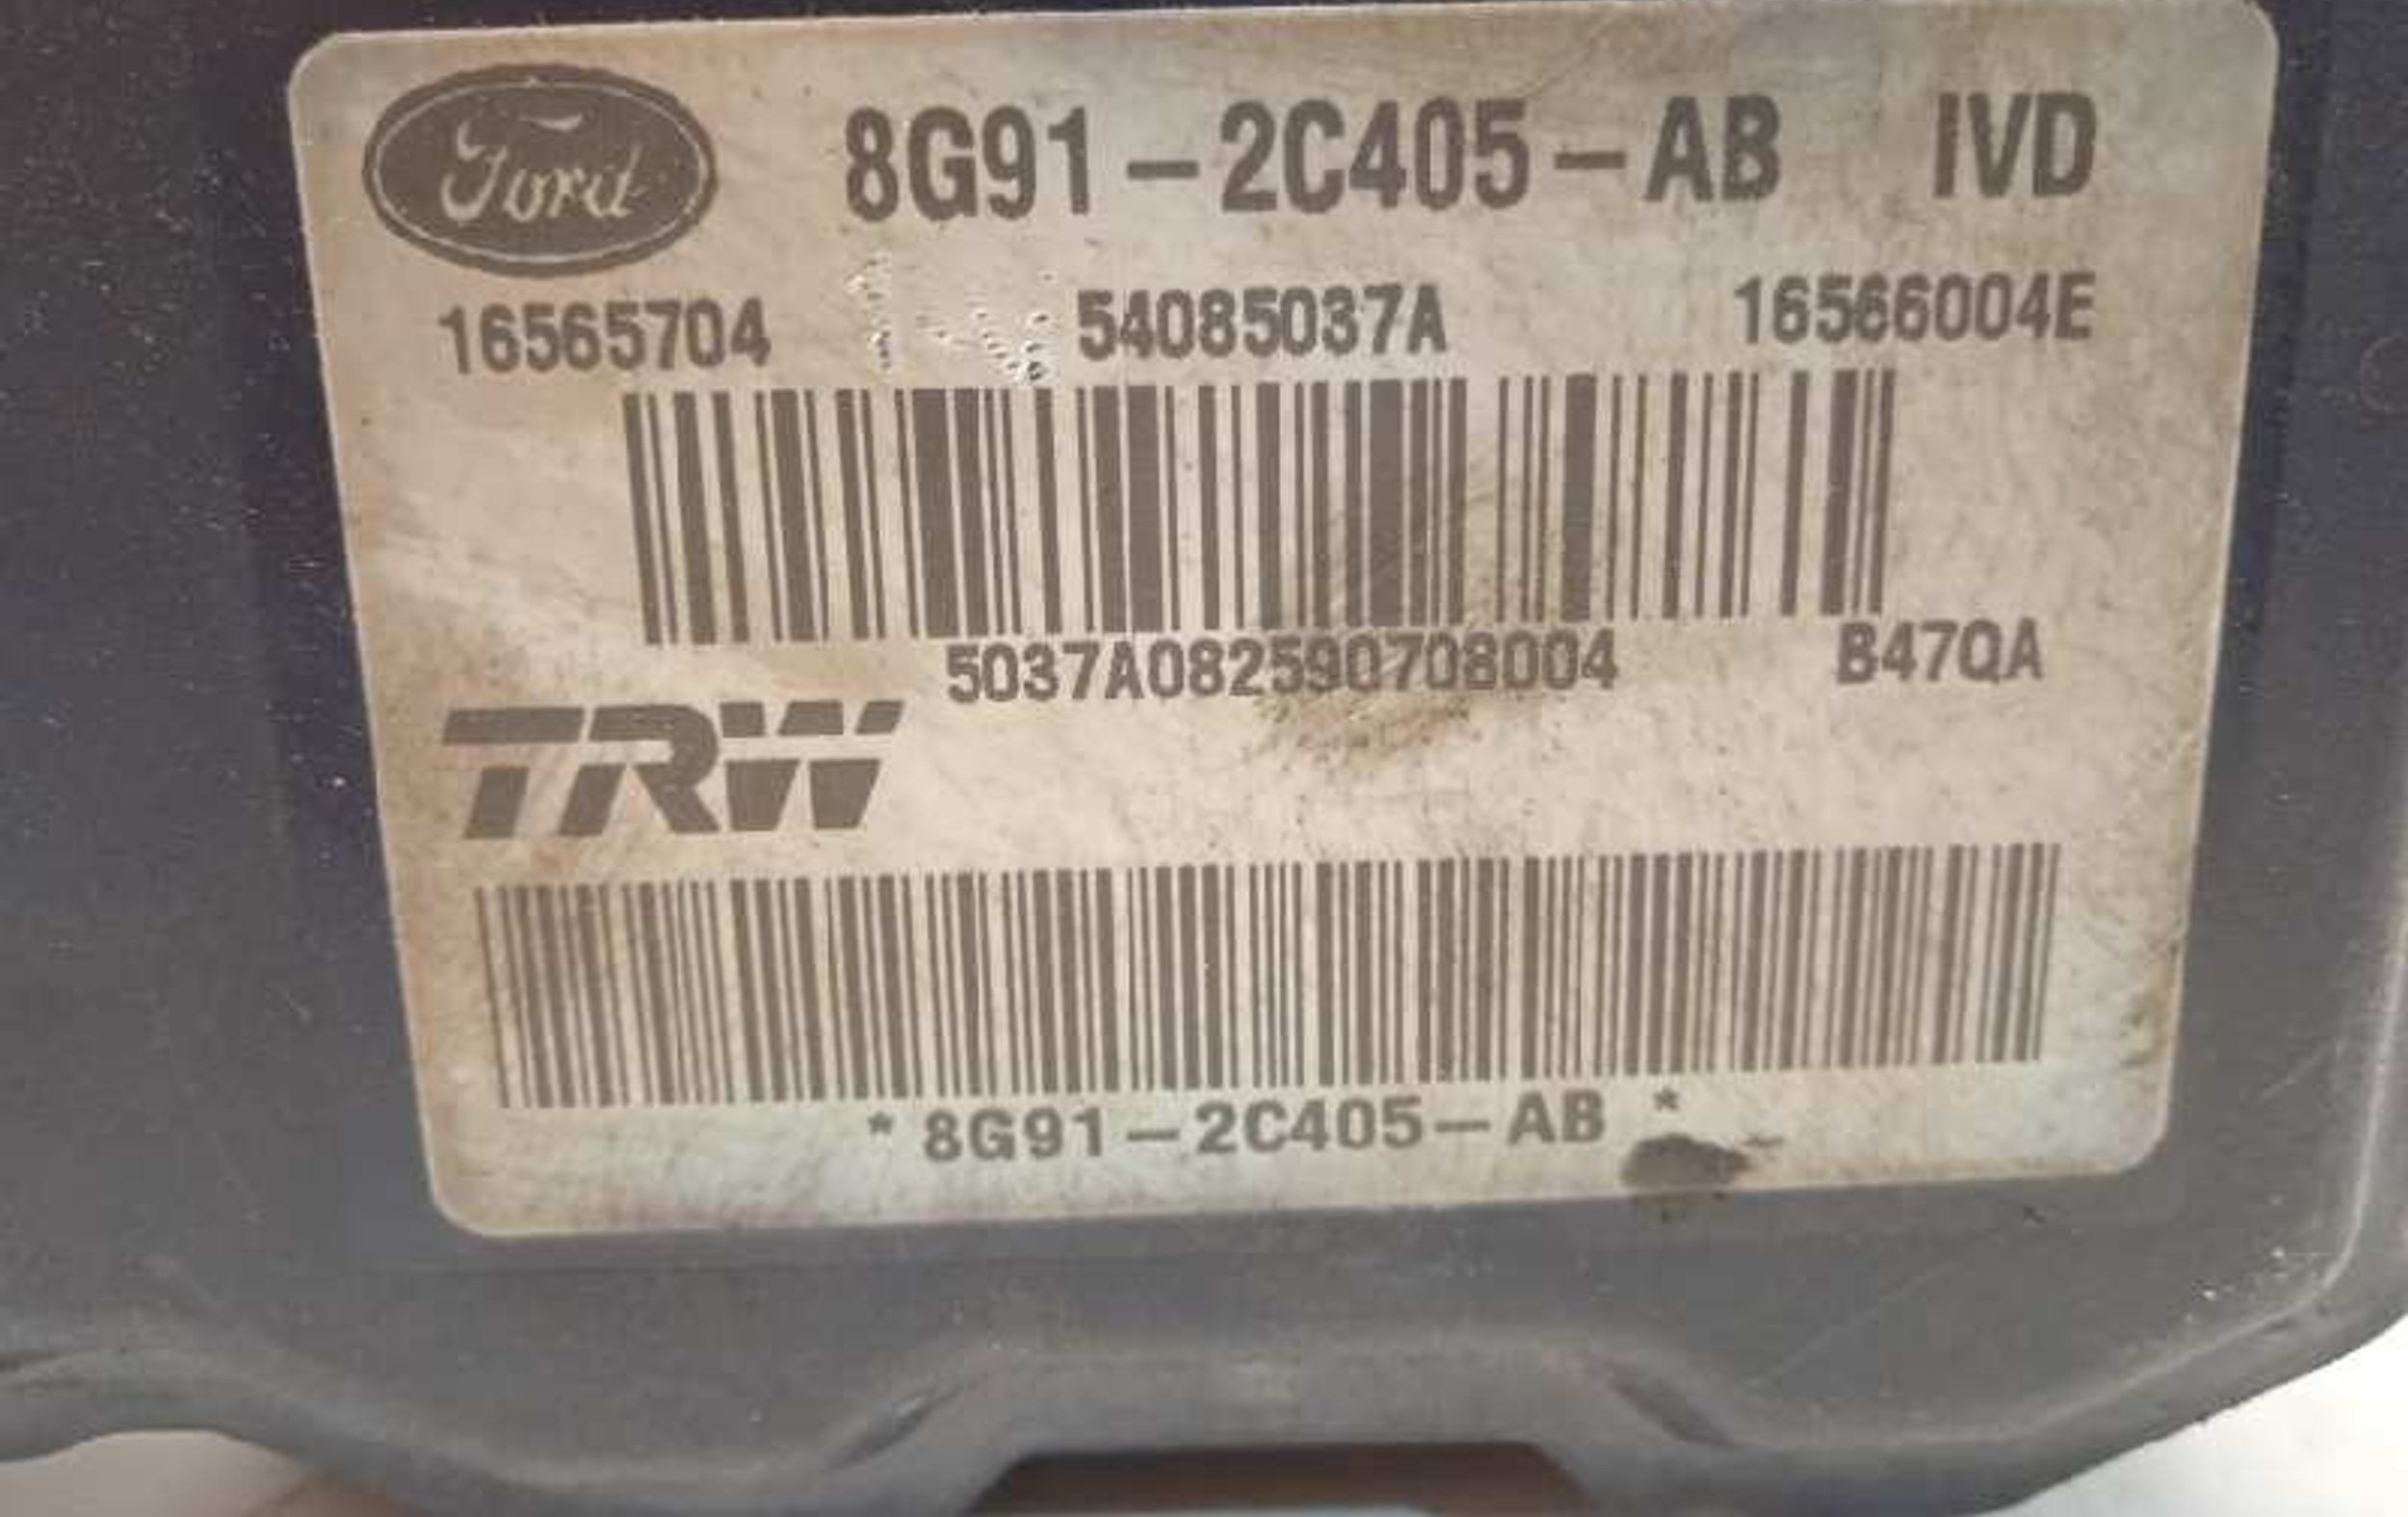 Ford 8G91-2C405-AB IVD
16565704 54085037A 16566004E
5037A082590708004 B47QA
TRW
*8G91-2C405-AB*